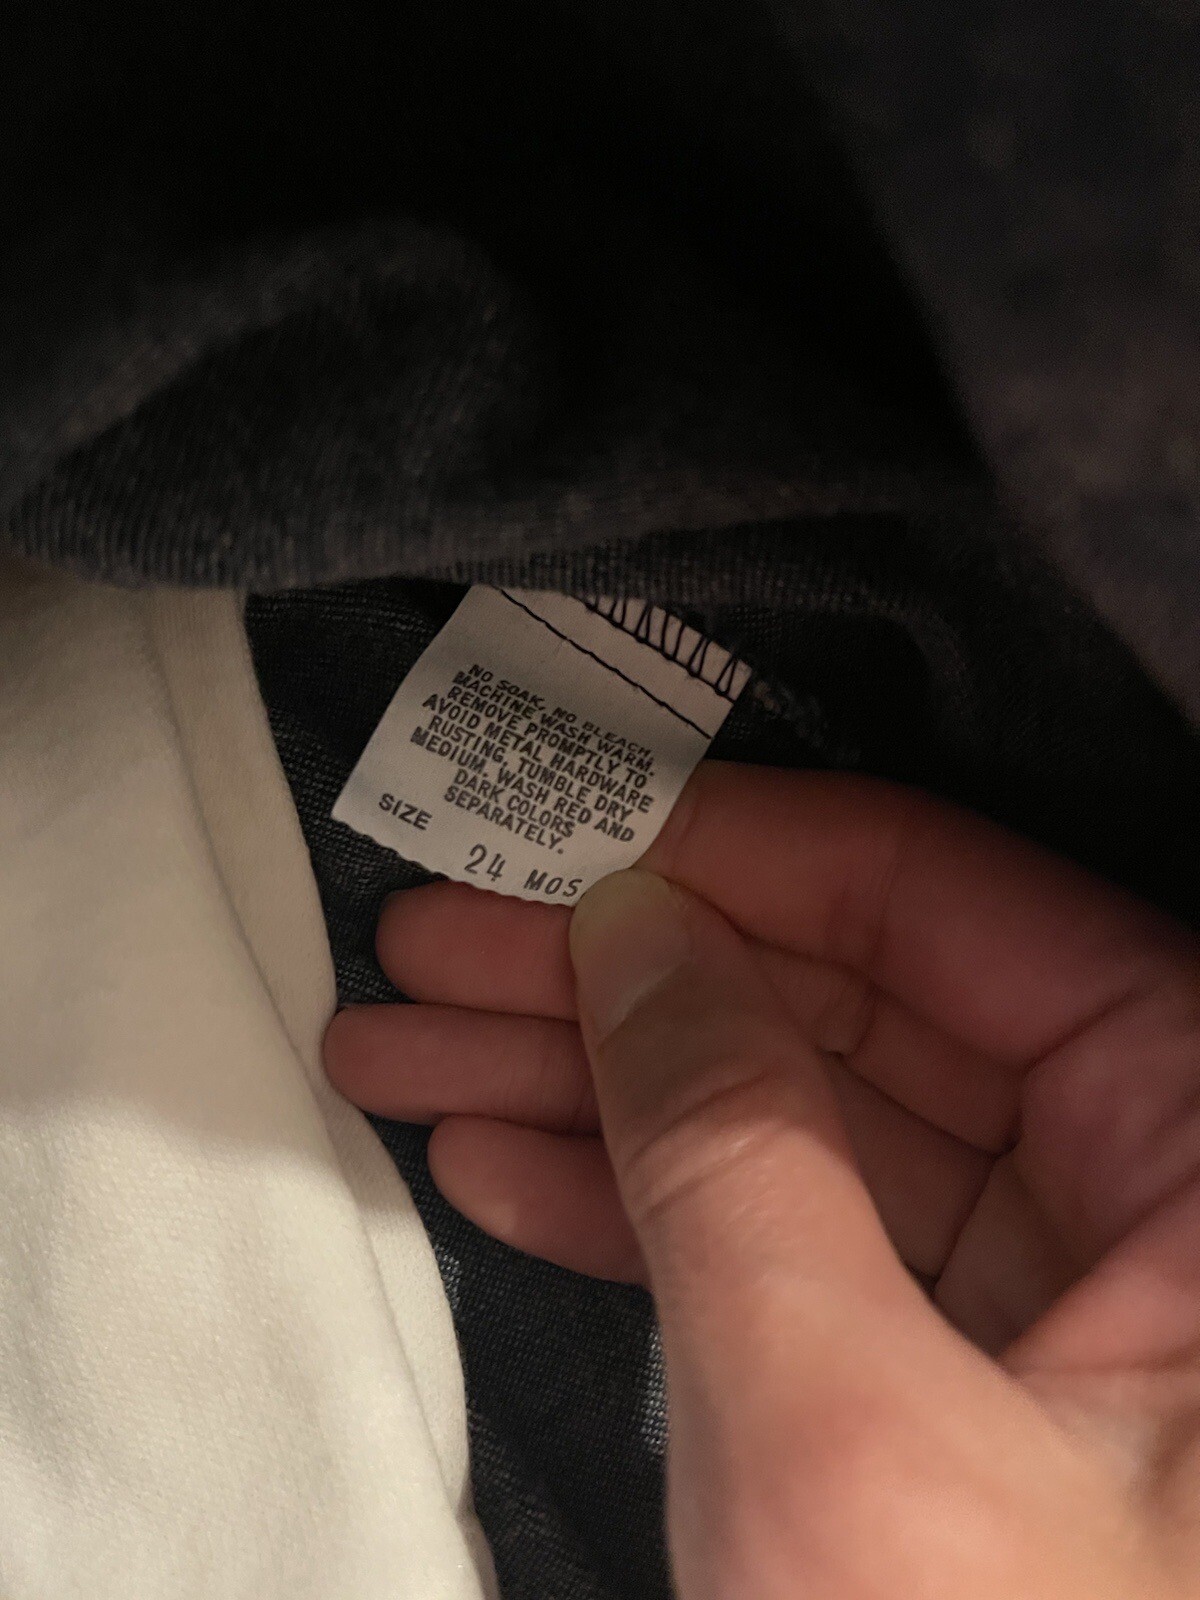 NO SOAK, NO BLEACH,
MACHINE WASH WARM.
REMOVE PROMPTLY TO
AVOID METAL HARDWARE
RUSTING. TUMBLE DRY
MEDIUM. WASH RED AND
DARK COLORS
SEPARATELY.
SIZE
24 MOS